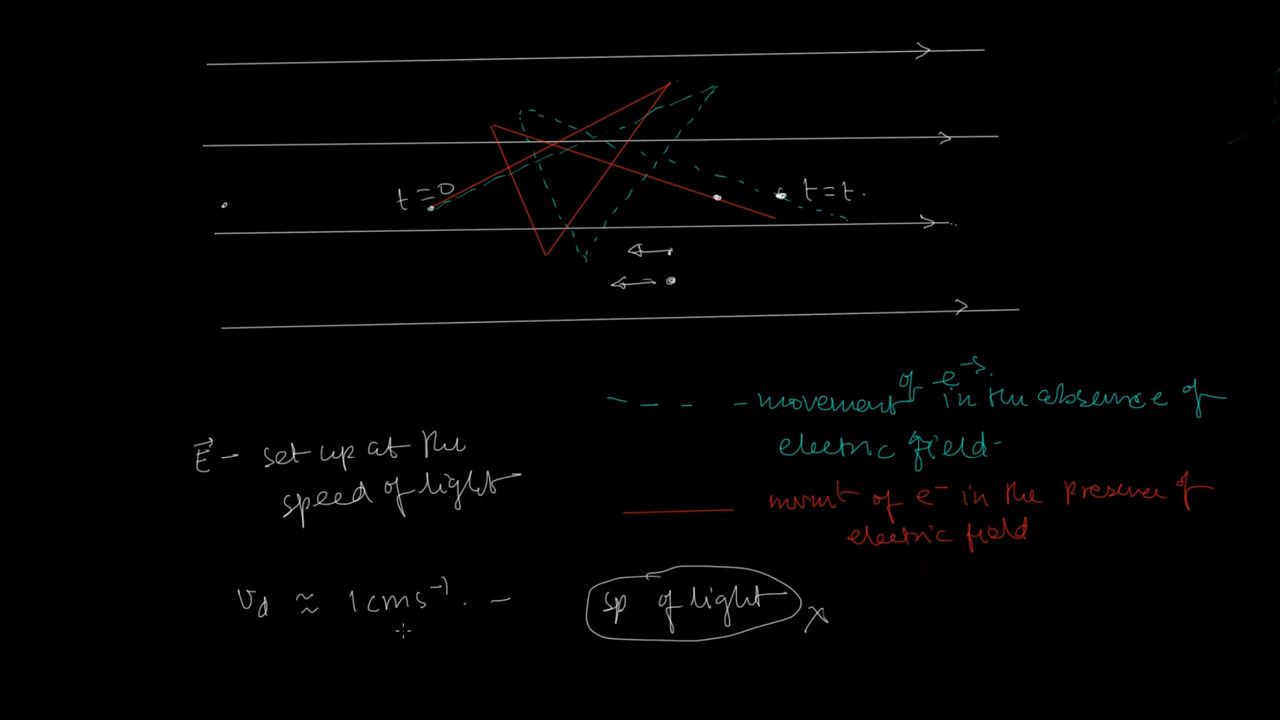 t=0
t=t.
---- movement of e⁻ in the absence of
electric field-
E⃗ - set up at the
speed of light
mvmt of e⁻ in the presence of
electric field
v_d ≈ 1 cms⁻¹. - sp of light x